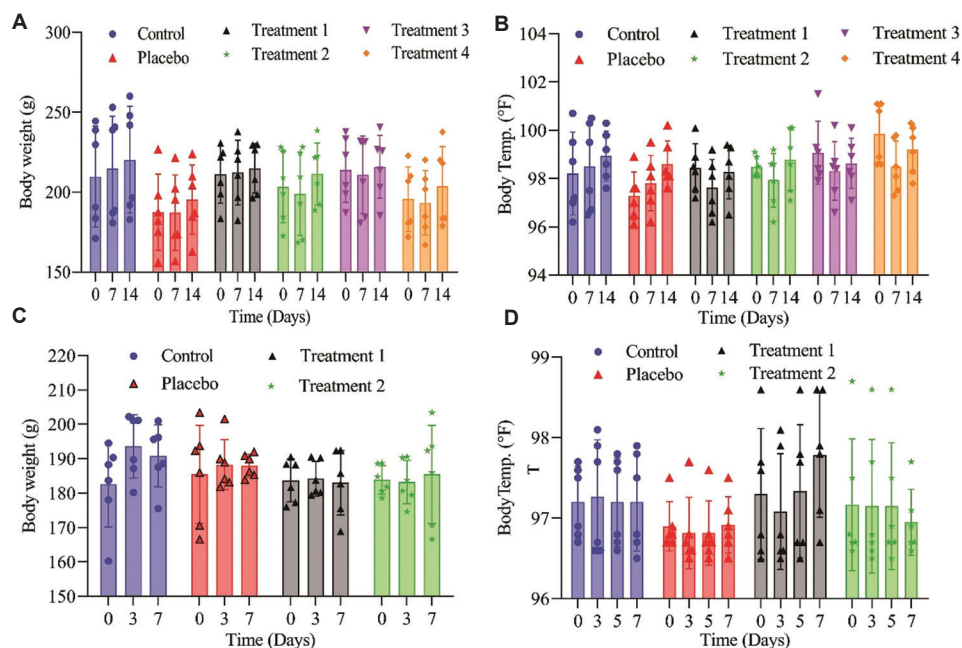 A
Control
Placebo
Treatment 1
Treatment 2
Treatment 3
Treatment 4
Body weight (g)
300
250
200
150
0 7 14 0 7 14 0 7 14 0 7 14 0 7 14 0 7 14
Time (Days)
B
Control
Placebo
Treatment 1
Treatment 2
Treatment 3
Treatment 4
Body Temp. (°F)
104
102
100
98
96
94
0 7 14 0 7 14 0 7 14 0 7 14 0 7 14 0 7 14
Time (Days)
C
Control
Placebo
Treatment 1
Treatment 2
Body weight (g)
220
210
200
190
180
170
160
150
0 3 7 0 3 7 0 3 7 0 3 7
Time (Days)
D
Control
Placebo
Treatment 1
Treatment 2
Body Temp. (°F)
T
99
98
97
96
0 3 5 7 0 3 5 7 0 3 5 7 0 3 5 7
Time (Days)